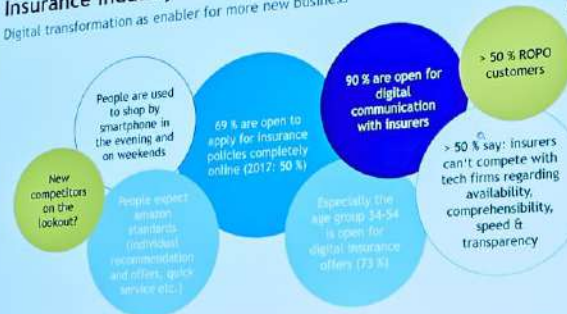 Insurance
Digital transformation as enabler for more new Business
People are used
to shop by
smartphone in
the evening and
on weekends
69 % are open to
apply for insurance
policies completely
online (2017: 50 %)
90 % are open for
digital
communication
with insurers
> 50 % ROPO
customers
New
competitors
on the
lookout?
People expect
amazon
standards
(individual
recommendation
and offers, quick
service etc.)
Especially the
age group 34-54
is open for
digital insurance
offers (73 %)
> 50 % say: insurers
can't compete with
tech firms regarding
availability,
comprehensibility,
speed &
transparency